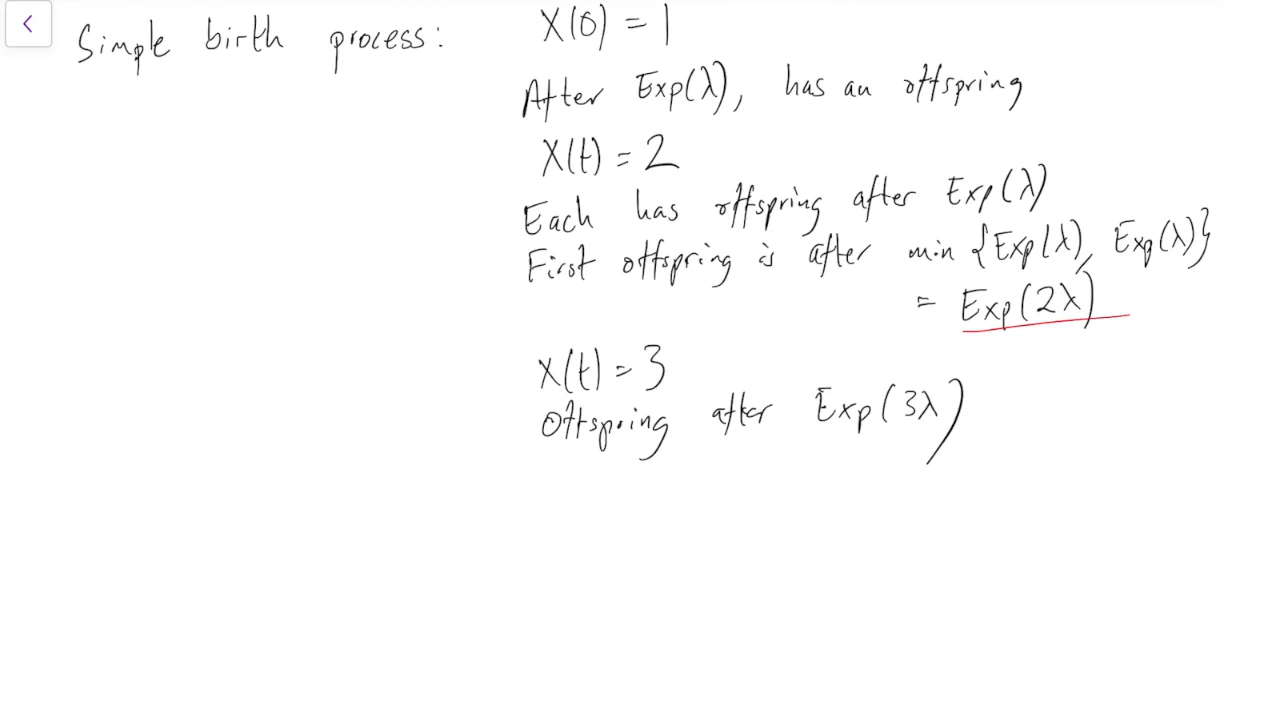 Simple birth process:
X(0) = 1
After Exp(λ), has an offspring
X(t) = 2
Each has offspring after Exp(λ)
First offspring is after min {Exp(λ), Exp(λ)}
= Exp(2λ)
X(t) = 3
Offspring after Exp(3λ)